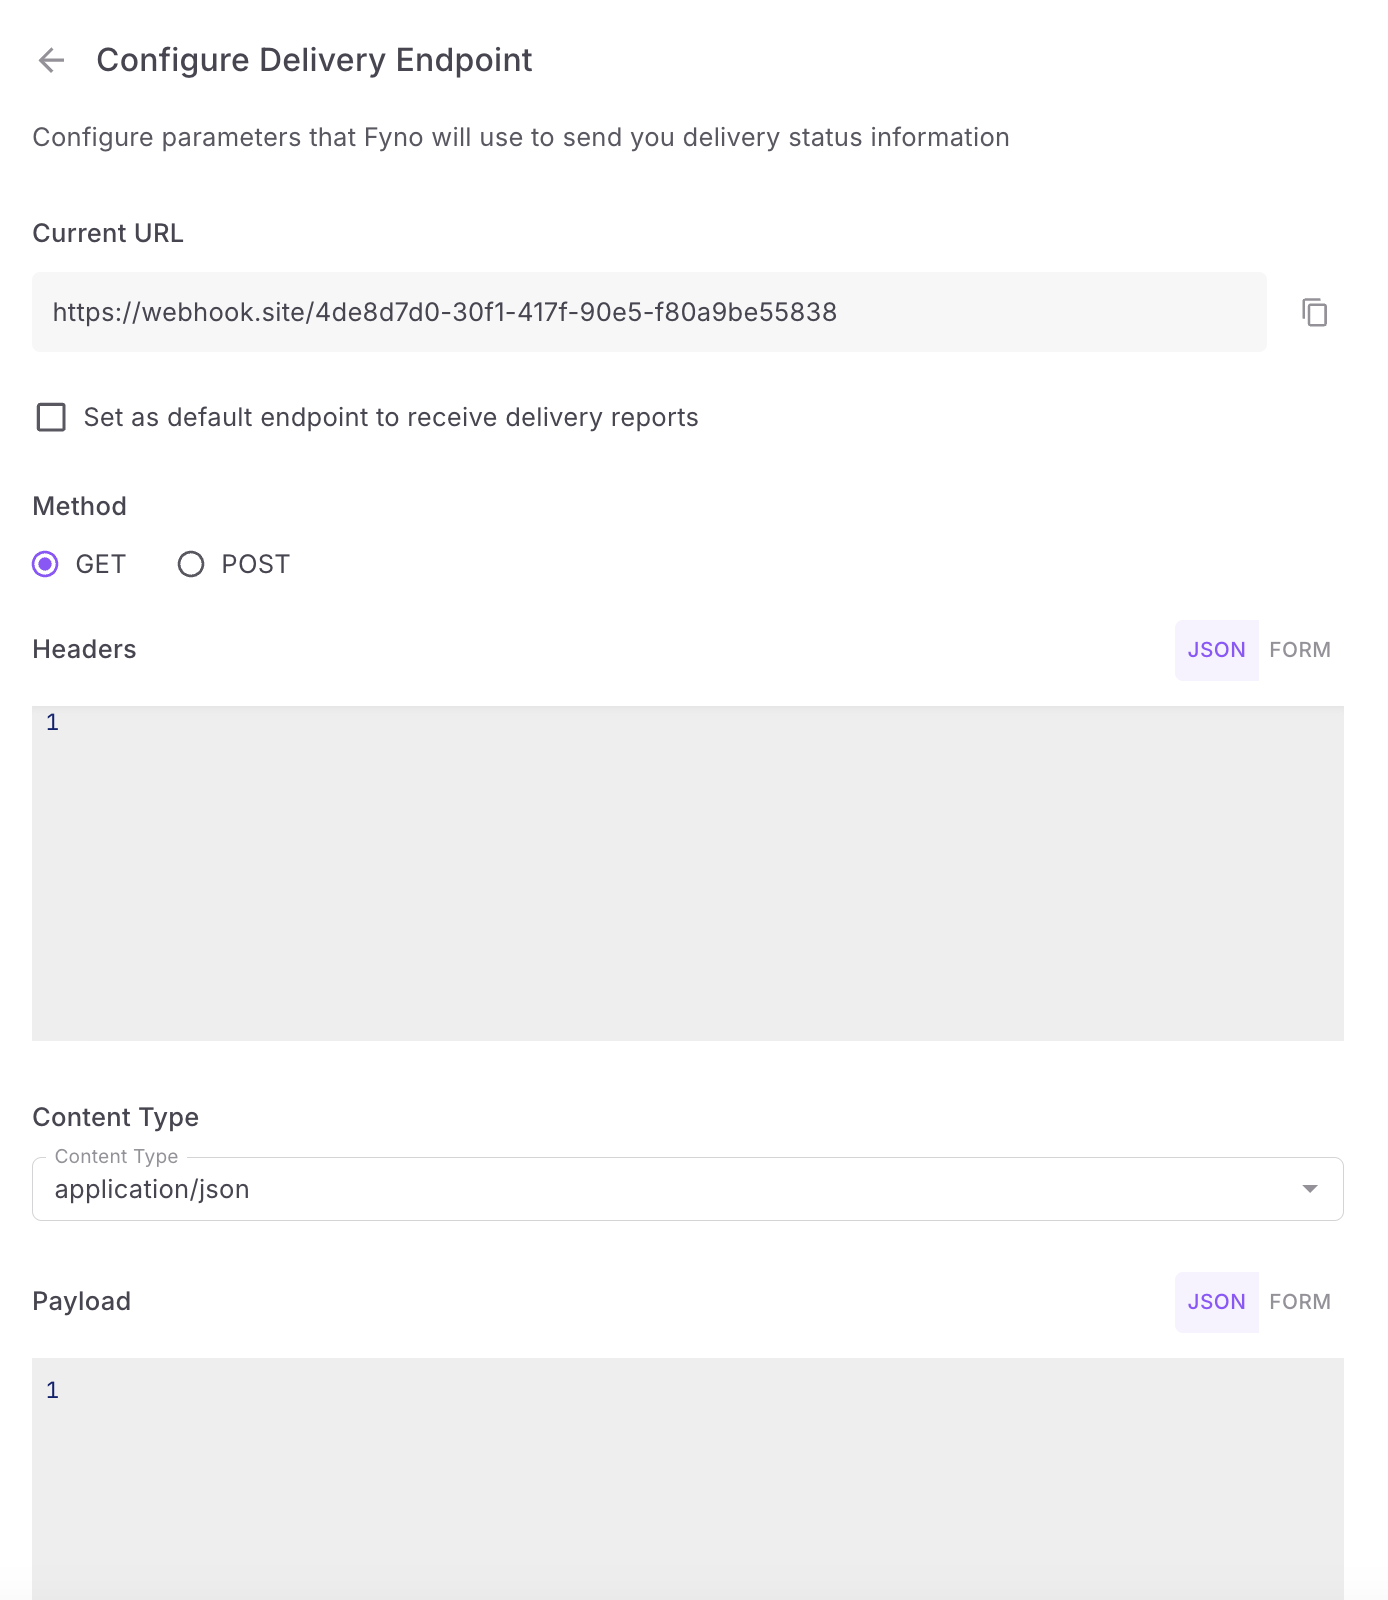 Configure Delivery Endpoint
Configure parameters that Fyno will use to send you delivery status information
Current URL
https://webhook.site/4de8d7d0-30f1-417f-90e5-f80a9be55838
Set as default endpoint to receive delivery reports
Method
GET POST
Headers JSON FORM
1
Content Type
Content Type
application/json
Payload JSON FORM
1